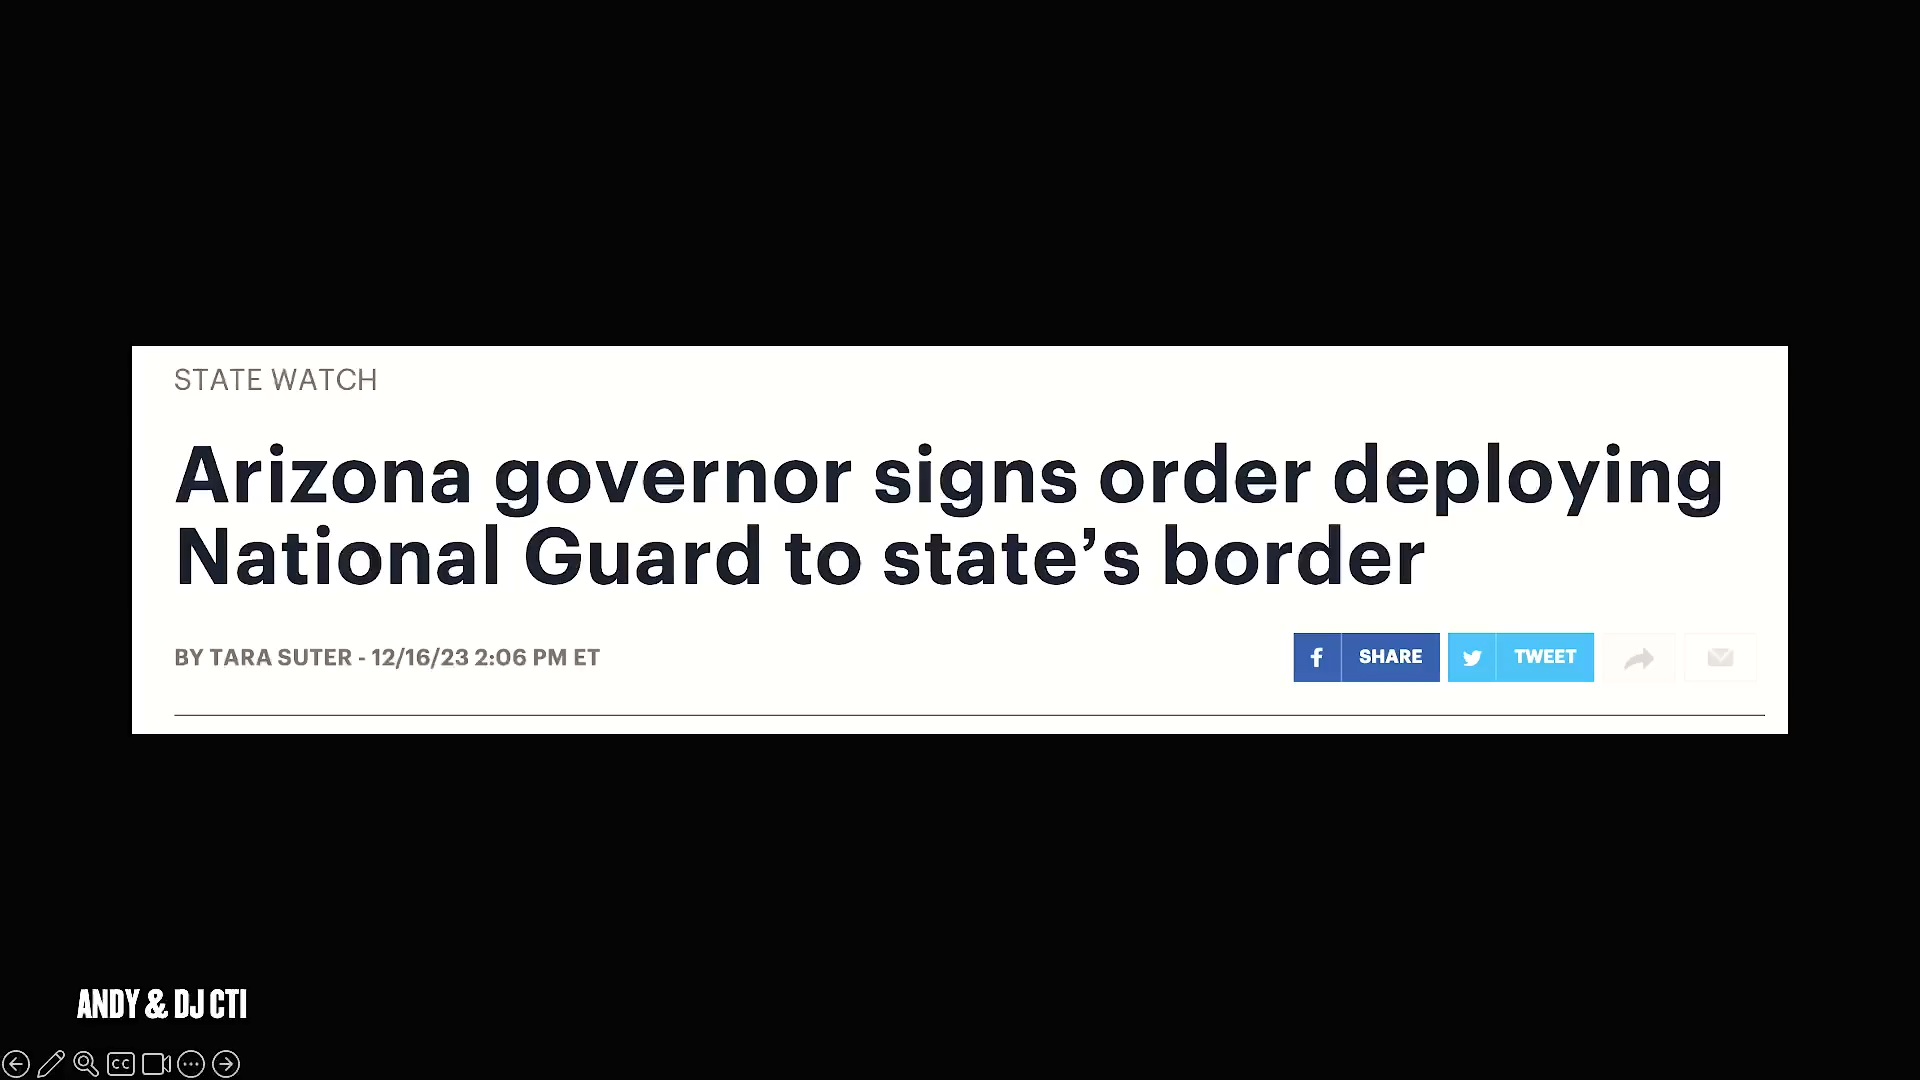 STATE WATCH
Arizona governor signs order deploying
National Guard to state’s border
BY TARA SUTER - 12/16/23 2:06 PM ET
f SHARE TWEET
ANDY & DJ CTI
CC